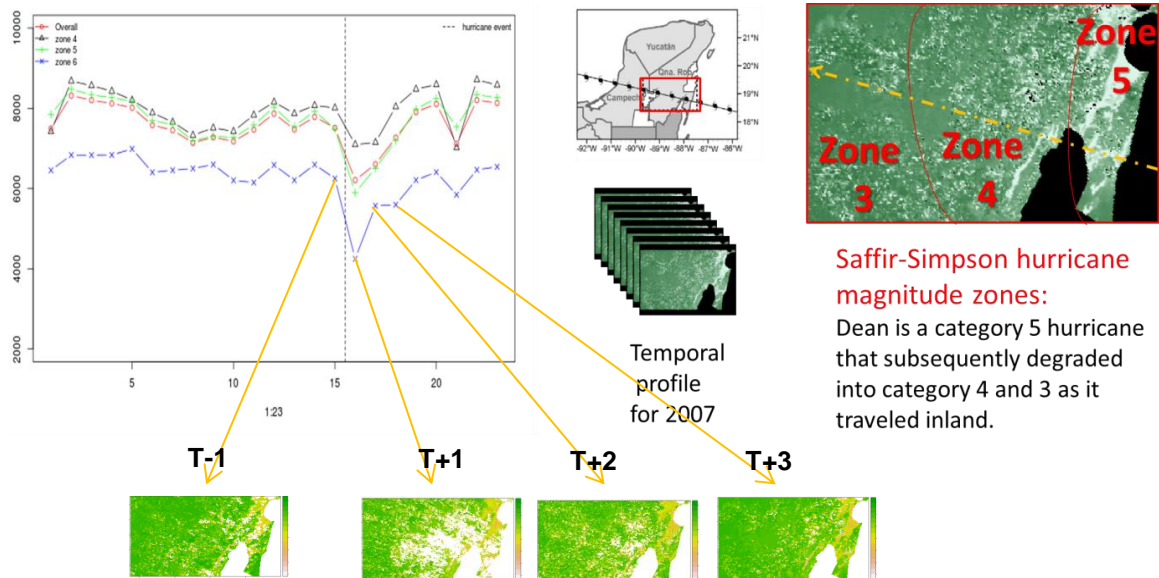 10000
8000
6000
4000
2000
Overall
zone 4
zone 5
zone 6
hurricane event
5
10
15
20
1:23
Yucatán
Qna. Roo
Campeche
21°N
20°N
19°N
18°N
92°W
91°W
90°W
89°W
88°W
87°W
86°W
Temporal
profile
for 2007
Zone
5
Zone
4
Zone
3
Saffir-Simpson hurricane
magnitude zones:
Dean is a category 5 hurricane
that subsequently degraded
into category 4 and 3 as it
traveled inland.
T-1
T+1
T+2
T+3